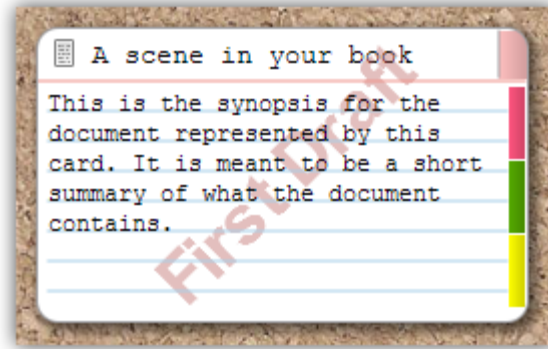 A scene in your book
This is the synopsis for the
document represented by this
card. It is meant to be a short
summary of what the document
contains.
First Draft